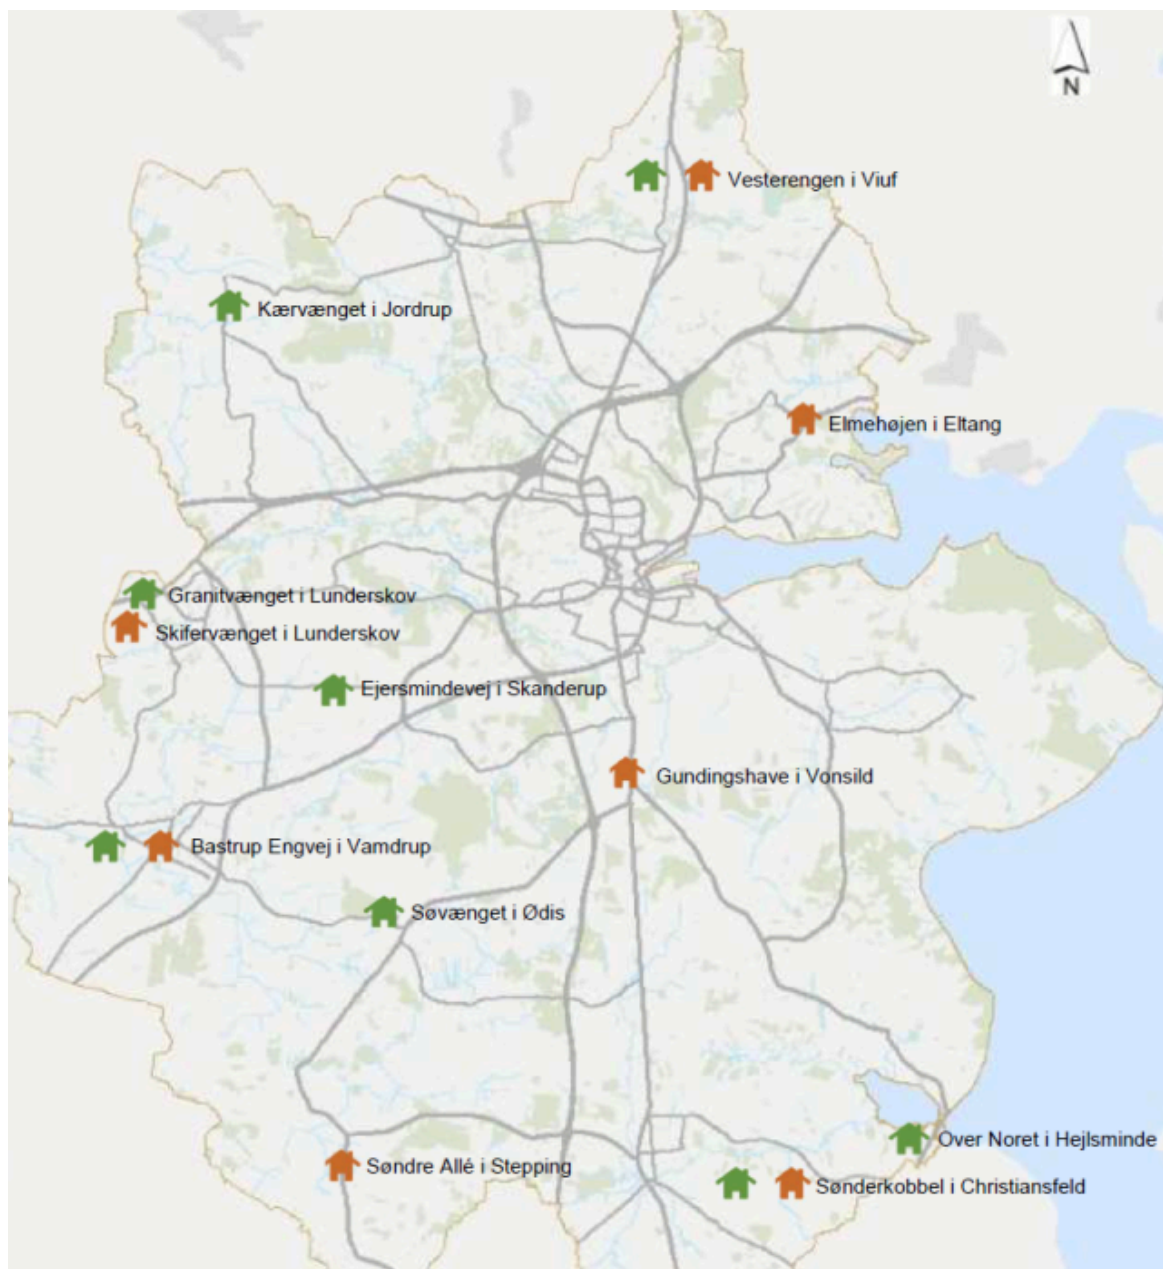 N
Vesterengen i Viuf
Kærvænget i Jordrup
Elmehøjen i Eltang
Granitvænget i Lunderskov
Skifervænget i Lunderskov
Ejersmindevej i Skanderup
Gundingshave i Vonsild
Bastrup Engvej i Vamdrup
Søvænget i Ødis
Over Noret i Hejlsminde
Søndre Allé i Stepping
Sønderkobbel i Christiansfeld